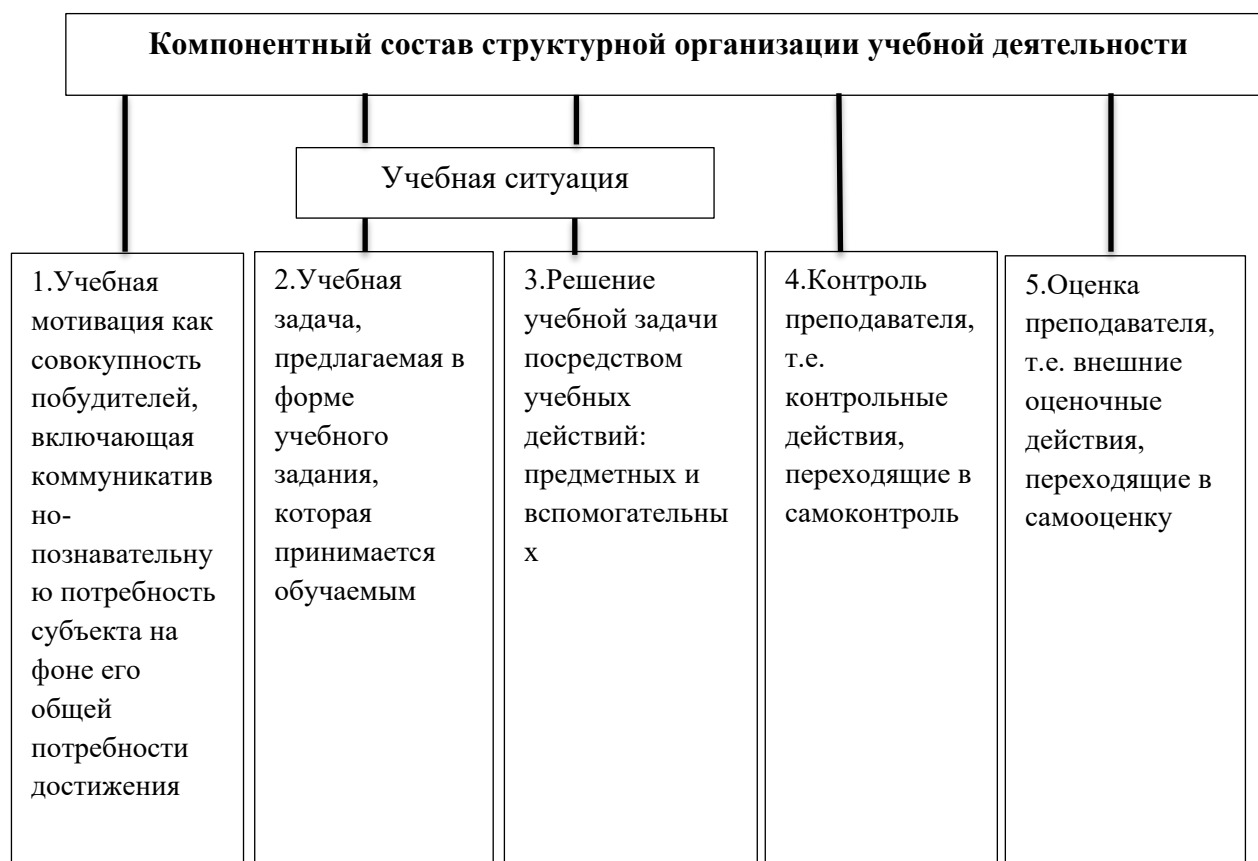 Компонентный состав структурной организации учебной деятельности
Учебная ситуация
1.Учебная
мотивация как
совокупность
побудителей,
включающая
коммуникатив
но-
познавательну
ю потребность
субъекта на
фоне его
общей
потребности
достижения
2.Учебная
задача,
предлагаемая в
форме
учебного
задания,
которая
принимается
обучаемым
3.Решение
учебной задачи
посредством
учебных
действий:
предметных и
вспомогательны
х
4.Контроль
преподавателя,
т.е.
контрольные
действия,
переходящие в
самоконтроль
5.Оценка
преподавателя,
т.е. внешние
оценочные
действия,
переходящие в
самооценку